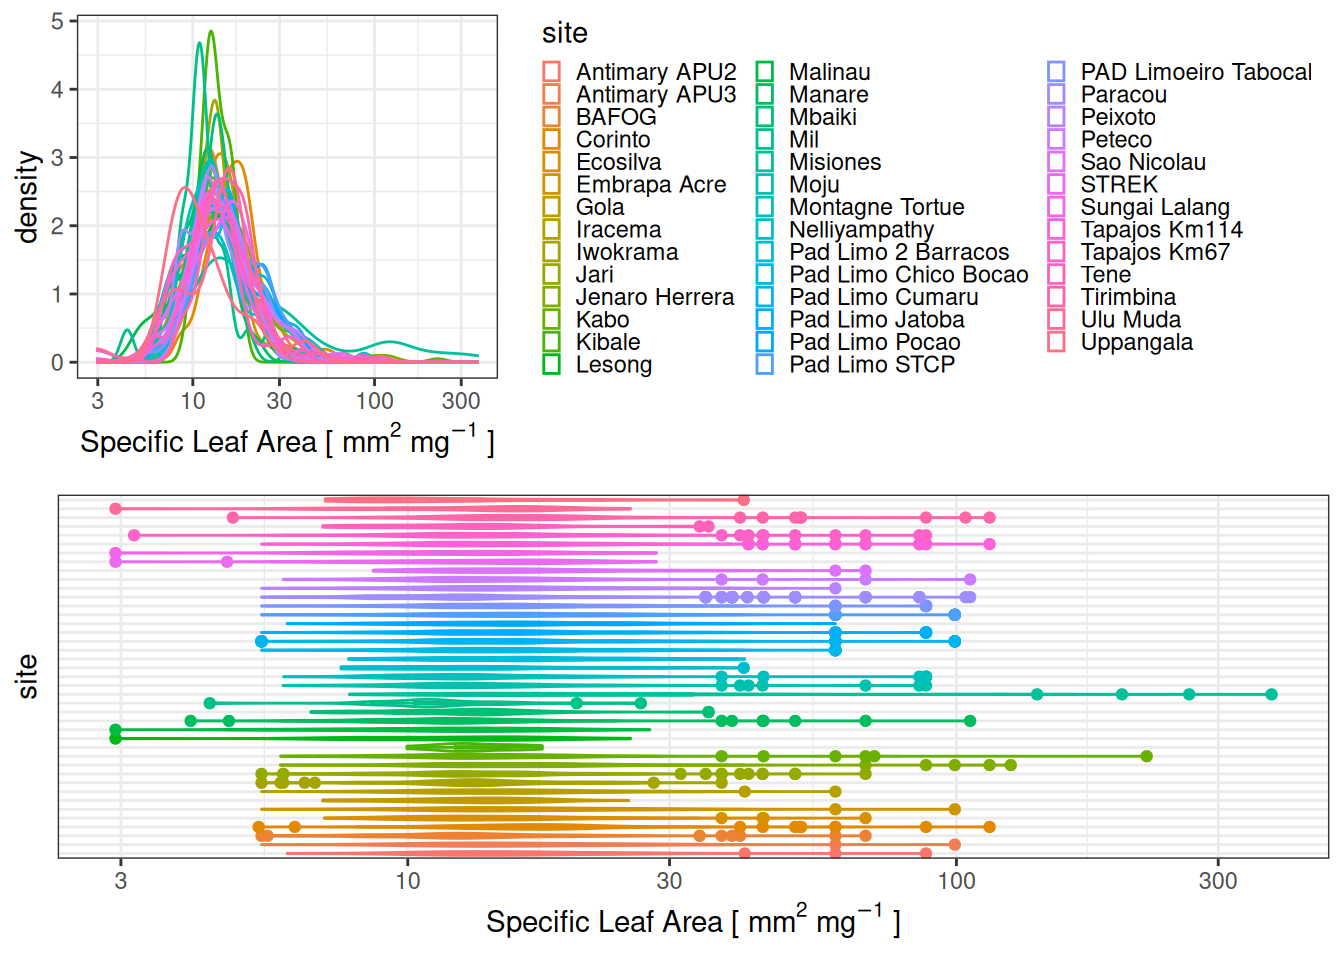 5
4
3
2
1
0
density
3 10 30 100 300
Specific Leaf Area [ mm² mg⁻¹ ]
site
Antimary APU2
Antimary APU3
BAFOG
Corinto
Ecosilva
Embrapa Acre
Gola
Iracema
Iwokrama
Jari
Jenaro Herrera
Kabo
Kibale
Lesong
Malinau
Manare
Mbaiki
Mil
Misiones
Moju
Montagne Tortue
Nelliyampathy
Pad Limo 2 Barracos
Pad Limo Chico Bocao
Pad Limo Cumaru
Pad Limo Jatoba
Pad Limo Pocao
Pad Limo STCP
PAD Limoeiro Tabocal
Paracou
Peixoto
Peteco
Sao Nicolau
STREK
Sungai Lalang
Tapajos Km114
Tapajos Km67
Tene
Tirimbina
Ulu Muda
Uppangala
site
3 10 30 100 300
Specific Leaf Area [ mm² mg⁻¹ ]